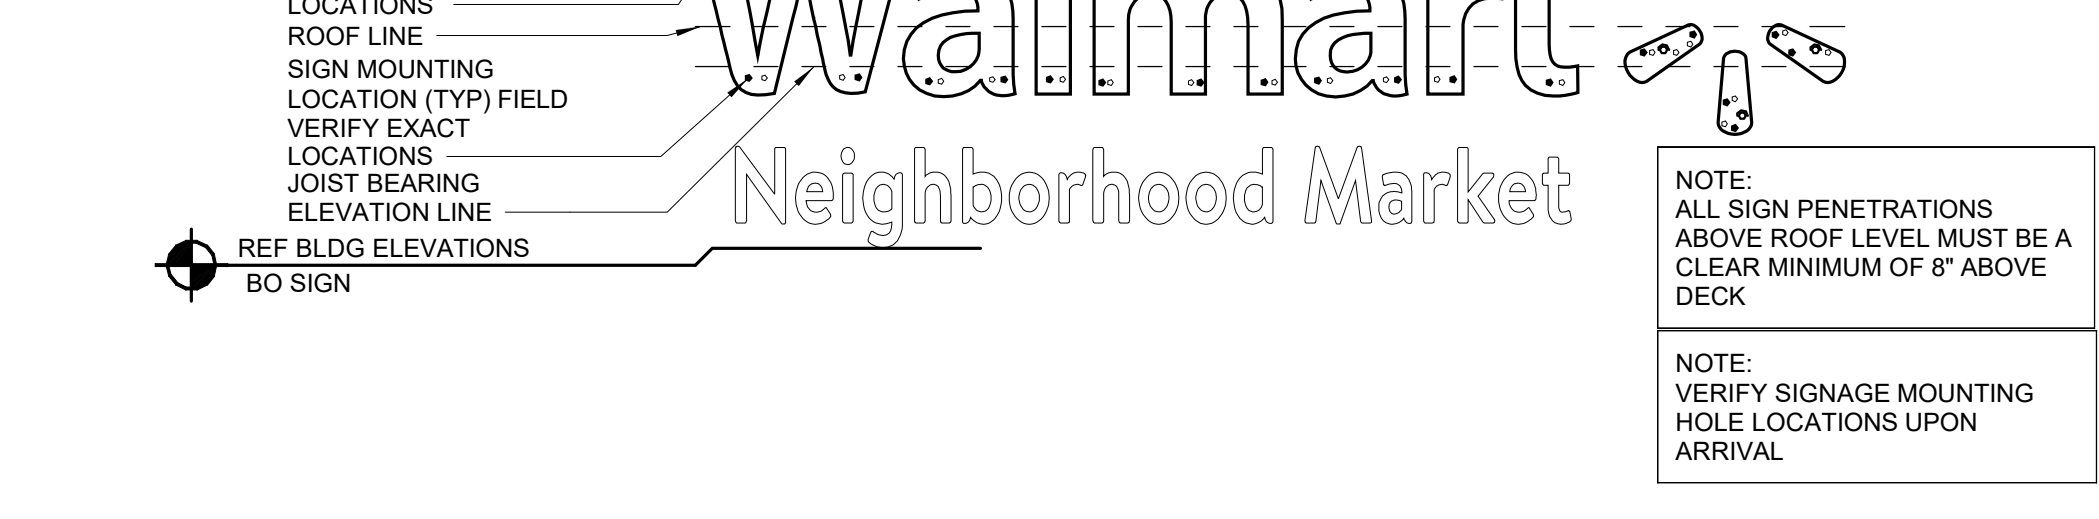 LOCATIONS
ROOF LINE
SIGN MOUNTING
LOCATION (TYP) FIELD
VERIFY EXACT
LOCATIONS
JOIST BEARING
ELEVATION LINE
REF BLDG ELEVATIONS
BO SIGN
Walmart
Neighborhood Market
NOTE:
ALL SIGN PENETRATIONS
ABOVE ROOF LEVEL MUST BE A
CLEAR MINIMUM OF 8" ABOVE
DECK
NOTE:
VERIFY SIGNAGE MOUNTING
HOLE LOCATIONS UPON
ARRIVAL